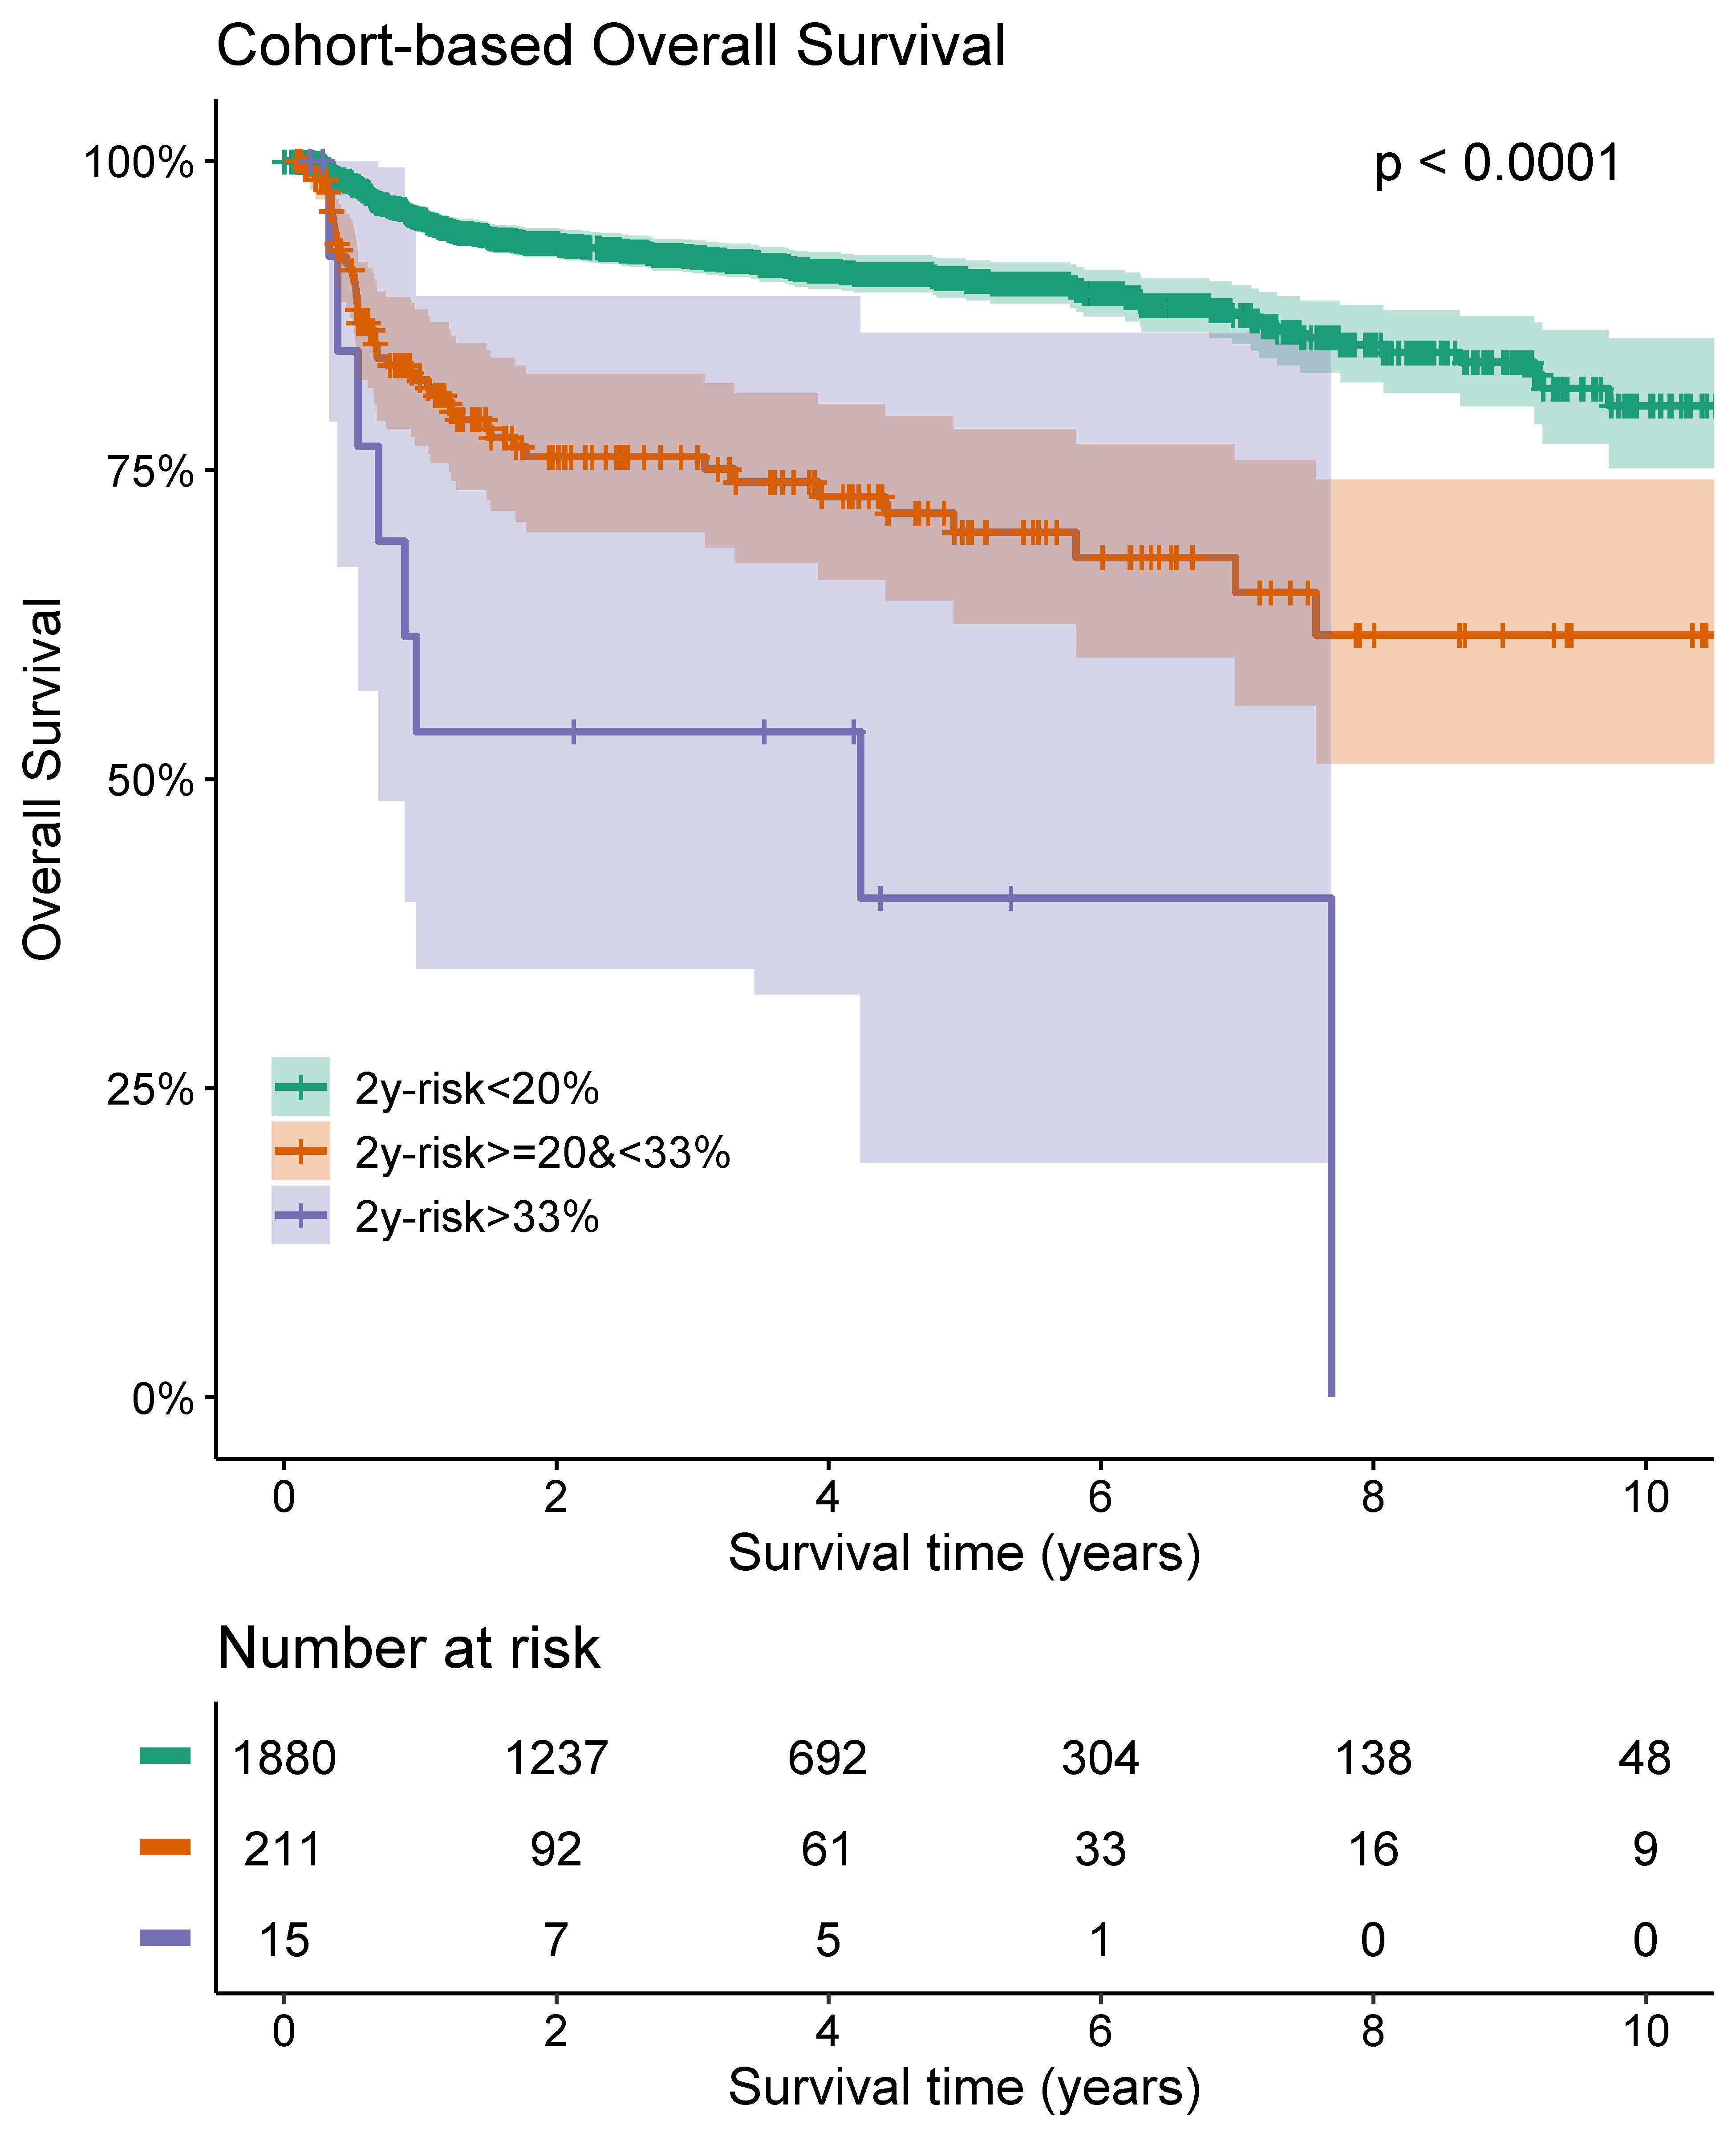 Cohort-based Overall Survival
p < 0.0001
100%
75%
50%
25%
0%
Overall Survival
2y-risk<20%
2y-risk>=20&<33%
2y-risk>33%
0 2 4 6 8 10
Survival time (years)
Number at risk
1880 1237 692 304 138 48
211 92 61 33 16 9
15 7 5 1 0 0
0 2 4 6 8 10
Survival time (years)